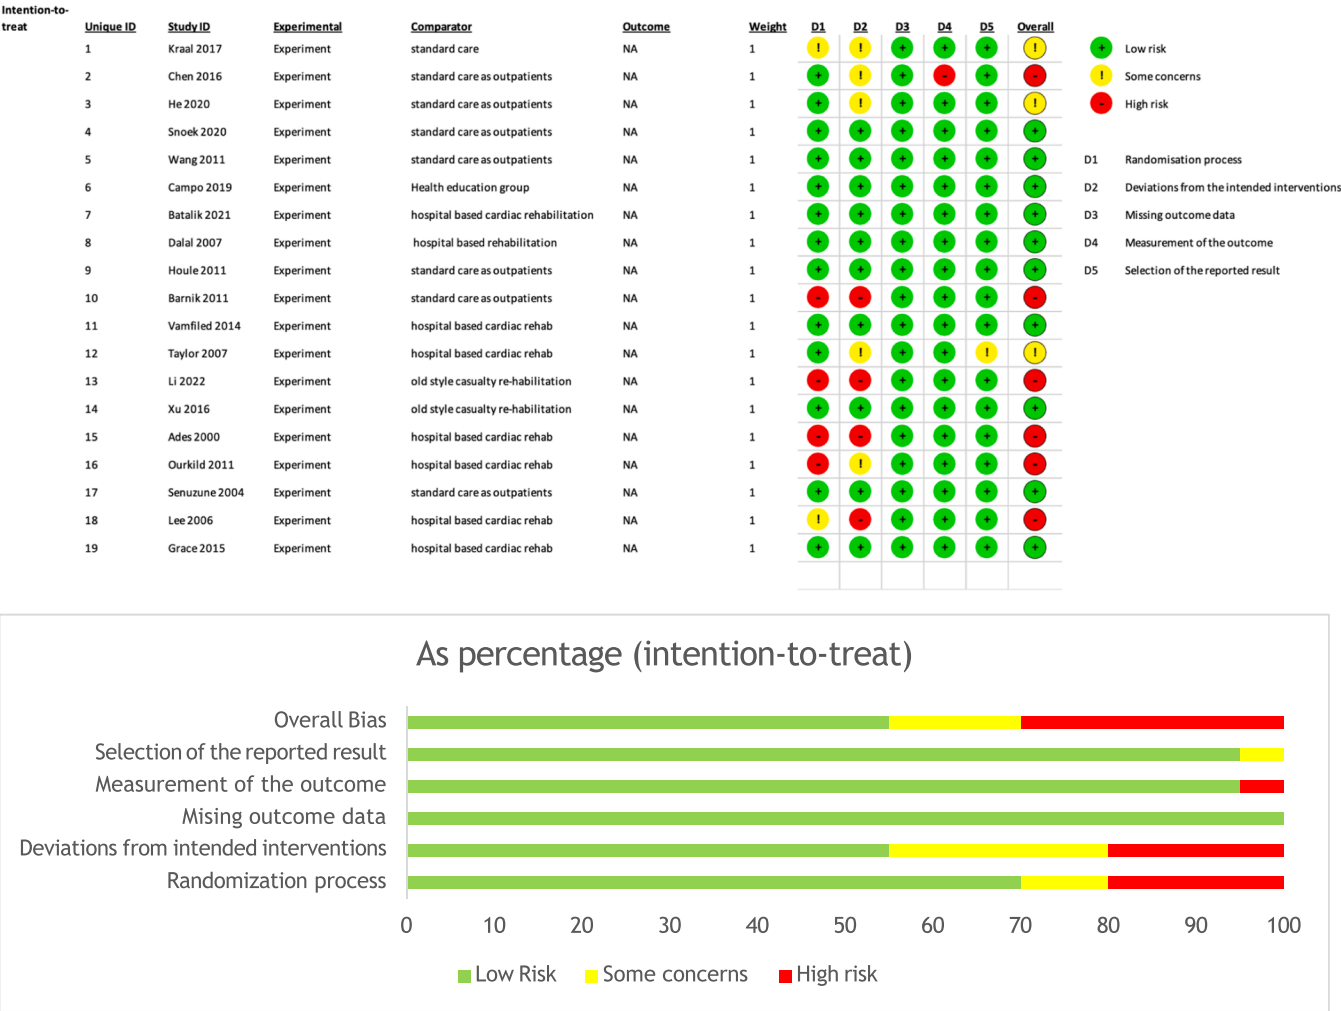 Intention-to-
treat Unique ID Study ID Experimental Comparator Outcome Weight D1 D2 D3 D4 D5 Overall
1 Kraal 2017 Experiment standard care NA 1 ! ! + + + ! + Low risk
2 Chen 2016 Experiment standard care as outpatients NA 1 + ! + - + - ! Some concerns
3 He 2020 Experiment standard care as outpatients NA 1 + ! + + + ! - High risk
4 Snoek 2020 Experiment standard care as outpatients NA 1 + + + + + +
5 Wang 2011 Experiment standard care as outpatients NA 1 + + + + + + D1 Randomisation process
6 Campo 2019 Experiment Health education group NA 1 + + + + + + D2 Deviations from the intended interventions
7 Batalik 2021 Experiment hospital based cardiac rehabilitation NA 1 + + + + + + D3 Missing outcome data
8 Dalal 2007 Experiment hospital based rehabilitation NA 1 + + + + + + D4 Measurement of the outcome
9 Houle 2011 Experiment standard care as outpatients NA 1 + + + + + + D5 Selection of the reported result
10 Barnik 2011 Experiment standard care as outpatients NA 1 - - + + + -
11 Vamfiled 2014 Experiment hospital based cardiac rehab NA 1 + + + + + +
12 Taylor 2007 Experiment hospital based cardiac rehab NA 1 + ! + + ! !
13 Li 2022 Experiment old style casualty re-habilitation NA 1 - - + + + -
14 Xu 2016 Experiment old style casualty re-habilitation NA 1 + + + + + +
15 Ades 2000 Experiment hospital based cardiac rehab NA 1 - - + + + -
16 Ourkild 2011 Experiment hospital based cardiac rehab NA 1 - ! + + + -
17 Senuzune 2004 Experiment standard care as outpatients NA 1 + + + + + +
18 Lee 2006 Experiment hospital based cardiac rehab NA 1 ! - + + + -
19 Grace 2015 Experiment hospital based cardiac rehab NA 1 + + + + + +
As percentage (intention-to-treat)
Overall Bias
Selection of the reported result
Measurement of the outcome
Mising outcome data
Deviations from intended interventions
Randomization process
0 10 20 30 40 50 60 70 80 90 100
Low Risk Some concerns High risk